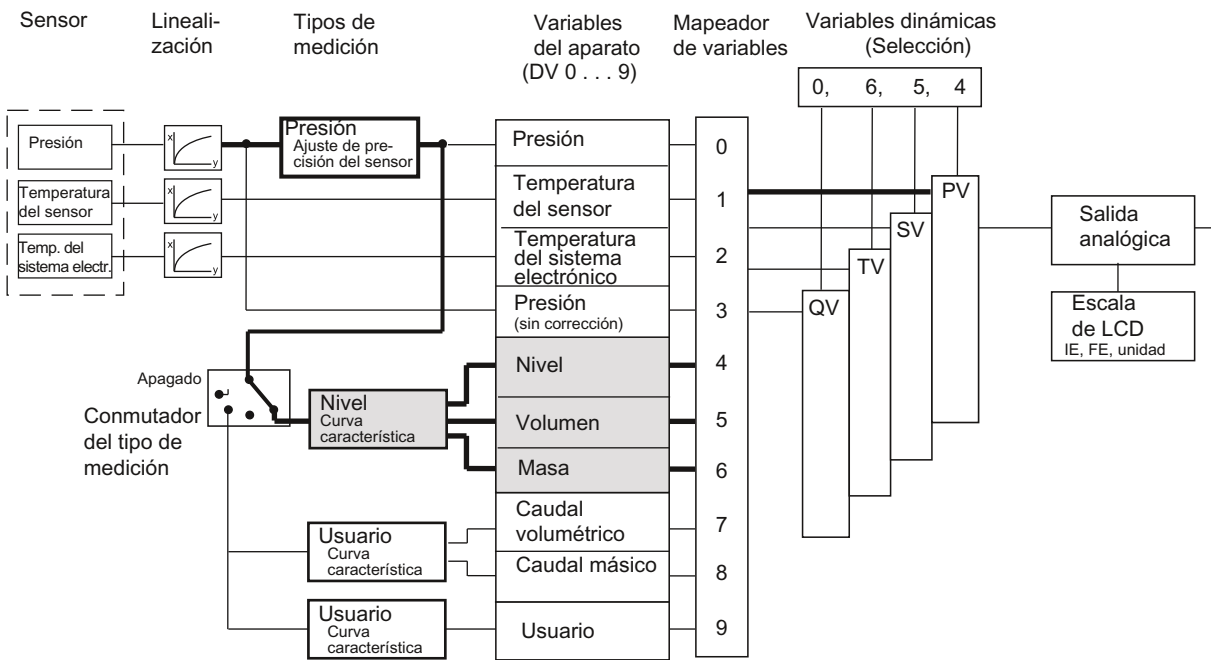 Sensor
Lineali-
zación
Tipos de
medición
Variables
del aparato
(DV 0 . . . 9)
Mapeador
de variables
Variables dinámicas
(Selección)
0, 6, 5, 4
Presión
x
y
Presión
Ajuste de pre-
cisión del sensor
Presión
0
Temperatura
del sensor
x
y
Temperatura
del sensor
1
PV
Salida
analógica
SV
Temp. del
sistema electr.
x
y
Temperatura
del sistema
electrónico
2
TV
Presión
(sin corrección)
3
QV
Escala
de LCD
IE, FE, unidad
Apagado
Conmutador
del tipo de
medición
Nivel
Curva
característica
Nivel
4
Volumen
5
Masa
6
Usuario
Curva
característica
Caudal
volumétrico
7
Caudal másico
8
Usuario
Curva
característica
Usuario
9